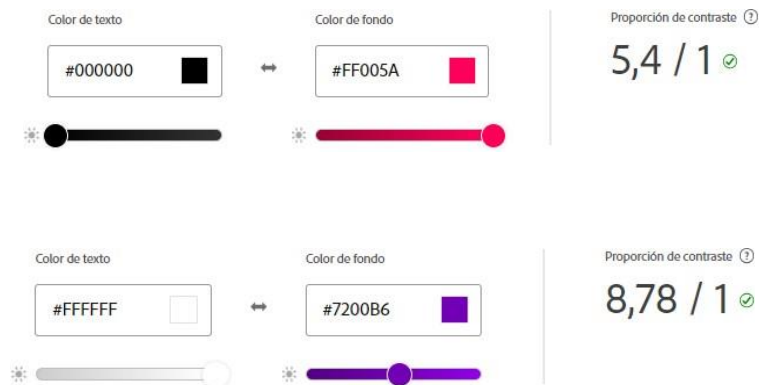 Color de texto
Color de fondo
Proporción de contraste ?
#000000
#FF005A
5,4 / 1
Color de texto
Color de fondo
Proporción de contraste ?
#FFFFFF
#7200B6
8,78 / 1